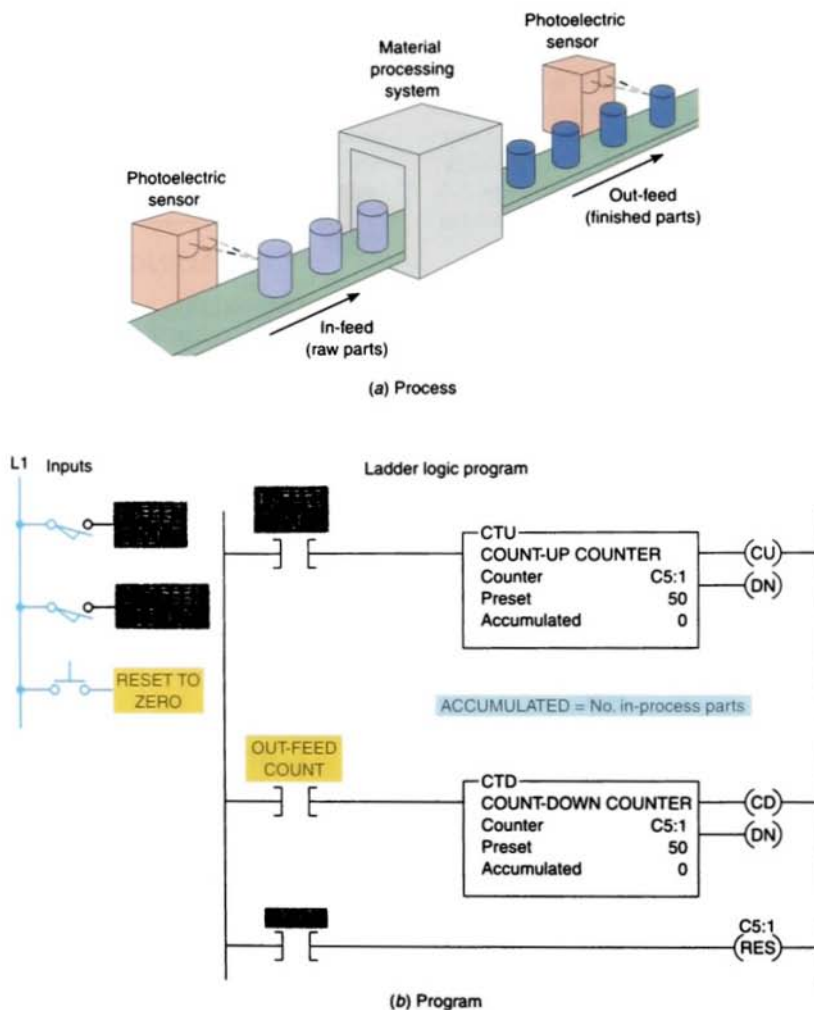 Photoelectric
sensor
Material
processing
system
Photoelectric
sensor
Out-feed
(finished parts)
In-feed
(raw parts)
(a) Process
L1 Inputs
Ladder logic program
CTU
COUNT-UP COUNTER
Counter C5:1
Preset 50
Accumulated 0
CU
DN
RESET TO
ZERO
ACCUMULATED = No. in-process parts
OUT-FEED
COUNT
CTD
COUNT-DOWN COUNTER
Counter C5:1
Preset 50
Accumulated 0
CD
DN
C5:1
RES
(b) Program